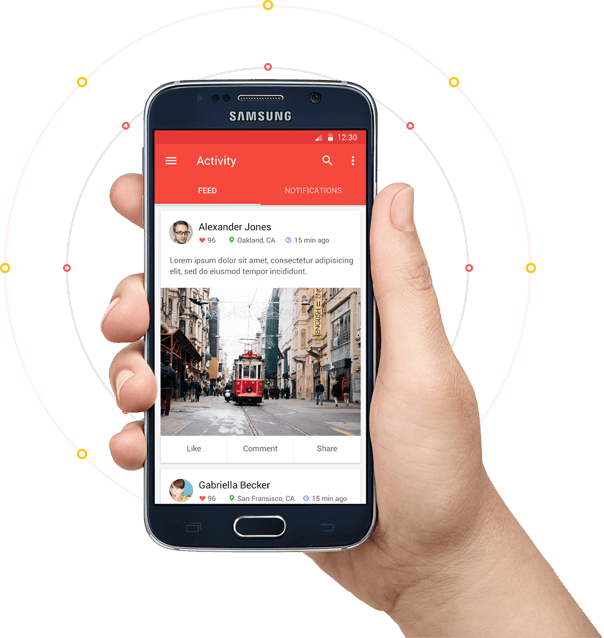 SAMSUNG
12:30
Activity
FEED NOTIFICATIONS
Alexander Jones
96 Oakland, CA 15 min ago
Lorem ipsum dolor sit amet, consectetur adipisicing
elit, sed do eiusmod tempor incididunt.
ENGLISH
Like Comment Share
Gabriella Becker
96 San Fransisco, CA 15 min ago